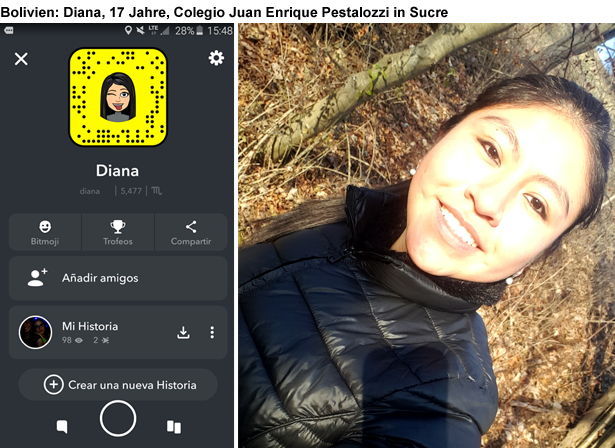 Bolivien: Diana, 17 Jahre, Colegio Juan Enrique Pestalozzi in Sucre
LTE 28% 15:48
Diana
diana | 5,477 | ♏
Bitmoji Trofeos Compartir
Añadir amigos
Mi Historia
98 2
Crear una nueva Historia